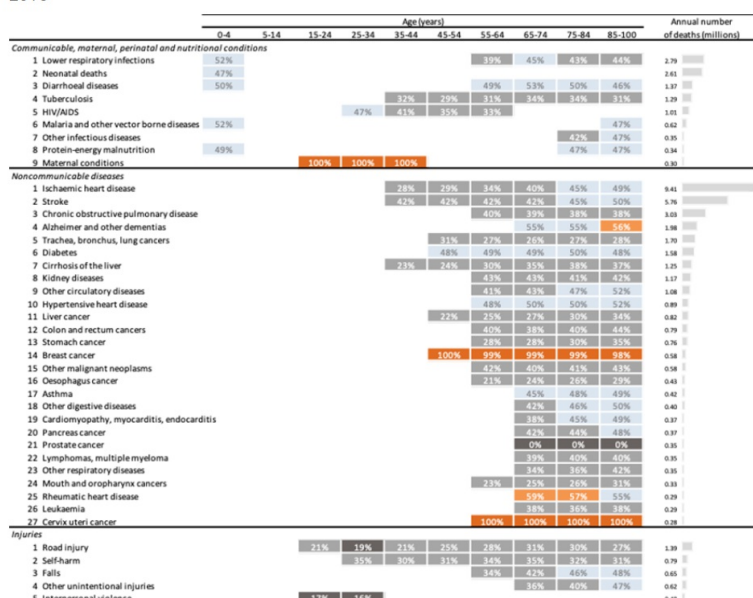 Age (years) Annual number
0-4 5-14 15-24 25-34 35-44 45-54 55-64 65-74 75-84 85-100 of deaths (millions)
Communicable, maternal, perinatal and nutritional conditions
1 Lower respiratory infections 52% 39% 45% 43% 44% 2.79
2 Neonatal deaths 47% 2.61
3 Diarrhoeal diseases 50% 49% 53% 50% 46% 1.37
4 Tuberculosis 32% 29% 31% 34% 34% 31% 1.29
5 HIV/AIDS 47% 41% 35% 33% 1.01
6 Malaria and other vector borne diseases 52% 47% 0.62
7 Other infectious diseases 42% 47% 0.35
8 Protein-energy malnutrition 49% 47% 47% 0.34
9 Maternal conditions 100% 100% 100% 0.30
Noncommunicable diseases
1 Ischaemic heart disease 28% 29% 34% 40% 45% 49% 9.41
2 Stroke 42% 42% 42% 42% 45% 50% 5.76
3 Chronic obstructive pulmonary disease 40% 39% 38% 38% 3.03
4 Alzheimer and other dementias 55% 55% 56% 1.98
5 Trachea, bronchus, lung cancers 31% 27% 26% 27% 28% 1.70
6 Diabetes 48% 49% 49% 50% 48% 1.58
7 Cirrhosis of the liver 23% 24% 30% 35% 38% 37% 1.25
8 Kidney diseases 43% 43% 41% 42% 1.17
9 Other circulatory diseases 41% 43% 47% 52% 1.08
10 Hypertensive heart disease 48% 50% 50% 52% 0.89
11 Liver cancer 22% 25% 27% 30% 34% 0.82
12 Colon and rectum cancers 40% 38% 40% 44% 0.79
13 Stomach cancer 28% 28% 30% 35% 0.76
14 Breast cancer 100% 99% 99% 99% 98% 0.58
15 Other malignant neoplasms 42% 40% 41% 43% 0.58
16 Oesophagus cancer 21% 24% 26% 29% 0.43
17 Asthma 45% 48% 49% 0.42
18 Other digestive diseases 42% 46% 50% 0.40
19 Cardiomyopathy, myocarditis, endocarditis 38% 45% 49% 0.37
20 Pancreas cancer 42% 44% 48% 0.37
21 Prostate cancer 0% 0% 0% 0.35
22 Lymphomas, multiple myeloma 39% 40% 40% 0.35
23 Other respiratory diseases 34% 36% 42% 0.35
24 Mouth and oropharynx cancers 23% 25% 26% 31% 0.33
25 Rheumatic heart disease 59% 57% 55% 0.29
26 Leukaemia 38% 36% 38% 0.29
27 Cervix uteri cancer 100% 100% 100% 100% 0.28
Injuries
1 Road injury 21% 19% 21% 25% 28% 31% 30% 27% 1.39
2 Self-harm 35% 30% 31% 34% 35% 32% 31% 0.79
3 Falls 34% 42% 46% 48% 0.65
4 Other unintentional injuries 36% 40% 47% 0.62